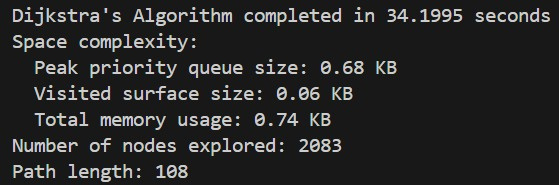 Dijkstra's Algorithm completed in 34.1995 seconds
Space complexity:
  Peak priority queue size: 0.68 KB
  Visited surface size: 0.06 KB
  Total memory usage: 0.74 KB
Number of nodes explored: 2083
Path length: 108